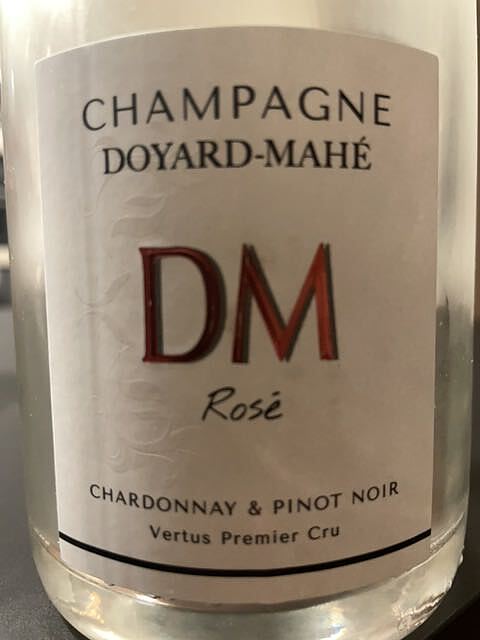 CHAMPAGNE
DOYARD-MAHÉ
DM
Rosé
CHARDONNAY & PINOT NOIR
Vertus Premier Cru